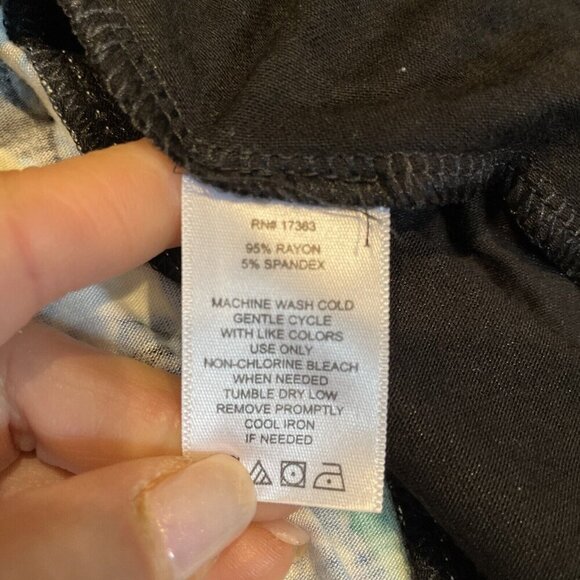 RN# 17363
95% RAYON
5% SPANDEX
MACHINE WASH COLD
GENTLE CYCLE
WITH LIKE COLORS
USE ONLY
NON-CHLORINE BLEACH
WHEN NEEDED
TUMBLE DRY LOW
REMOVE PROMPTLY
COOL IRON
IF NEEDED